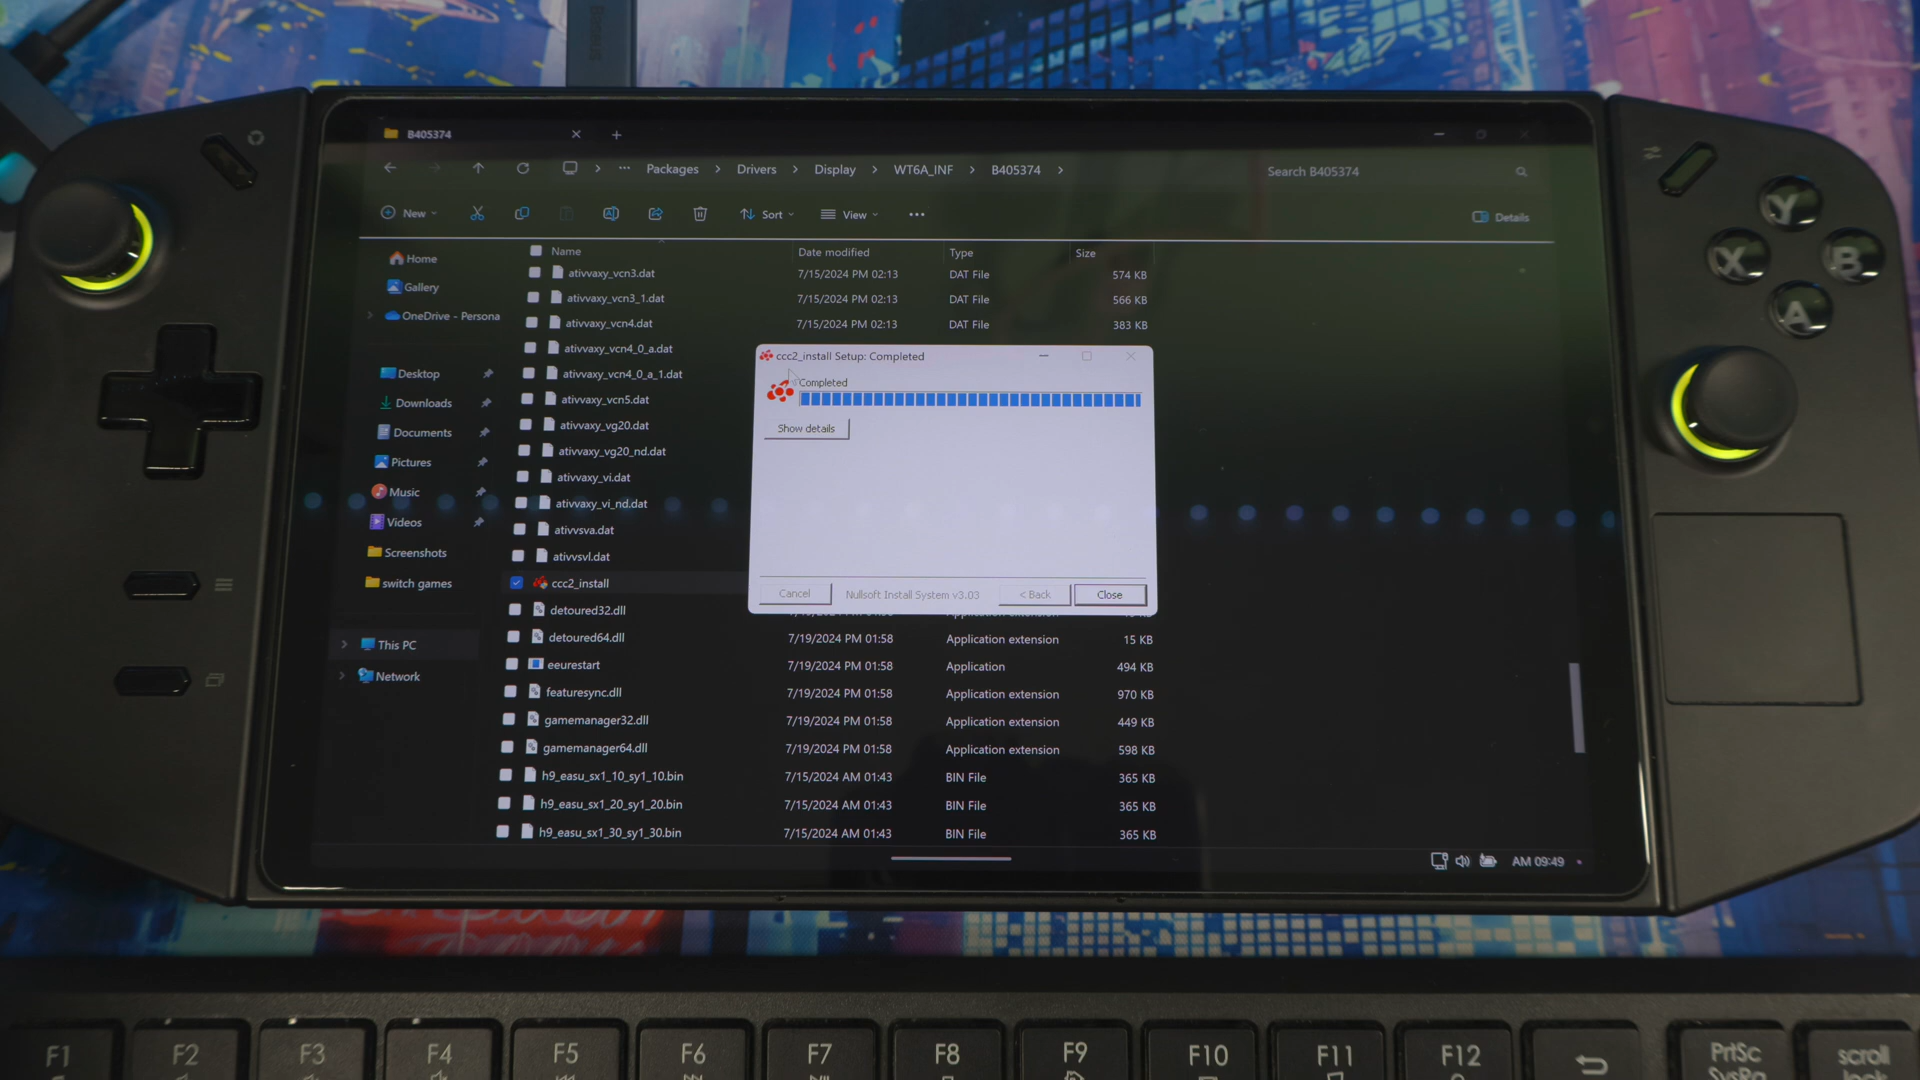 Baseus
B405374
Packages > Drivers > Display > WT6A_INF > B405374 >
Search B405374
New
Sort
View
Details
Name Date modified Type Size
Home
Gallery
OneDrive - Persona
Desktop
Downloads
Documents
Pictures
Music
Videos
Screenshots
switch games
This PC
Network
ativvaxy_vcn3.dat 7/15/2024 PM 02:13 DAT File 574 KB
ativvaxy_vcn3_1.dat 7/15/2024 PM 02:13 DAT File 566 KB
ativvaxy_vcn4.dat 7/15/2024 PM 02:13 DAT File 383 KB
ativvaxy_vcn4_0_a.dat
ativvaxy_vcn4_0_a_1.dat
ativvaxy_vcn5.dat
ativvaxy_vg20.dat
ativvaxy_vg20_nd.dat
ativvaxy_vi.dat
ativvaxy_vi_nd.dat
ativvsva.dat
ativvsvl.dat
ccc2_install
detoured32.dll
detoured64.dll 7/19/2024 PM 01:58 Application extension 15 KB
eeurestart 7/19/2024 PM 01:58 Application 494 KB
featuresync.dll 7/19/2024 PM 01:58 Application extension 970 KB
gamemanager32.dll 7/19/2024 PM 01:58 Application extension 449 KB
gamemanager64.dll 7/19/2024 PM 01:58 Application extension 598 KB
h9_easu_sx1_10_sy1_10.bin 7/15/2024 AM 01:43 BIN File 365 KB
h9_easu_sx1_20_sy1_20.bin 7/15/2024 AM 01:43 BIN File 365 KB
h9_easu_sx1_30_sy1_30.bin 7/15/2024 AM 01:43 BIN File 365 KB
ccc2_install Setup: Completed
Completed
Show details
Cancel
Nullsoft Install System v3.03
< Back
Close
AM 09:49
Y
X
B
A
F1
F2
F3
F4
F5
F6
F7
F8
F9
F10
F11
F12
PrtSc
SysRq
scroll
lock